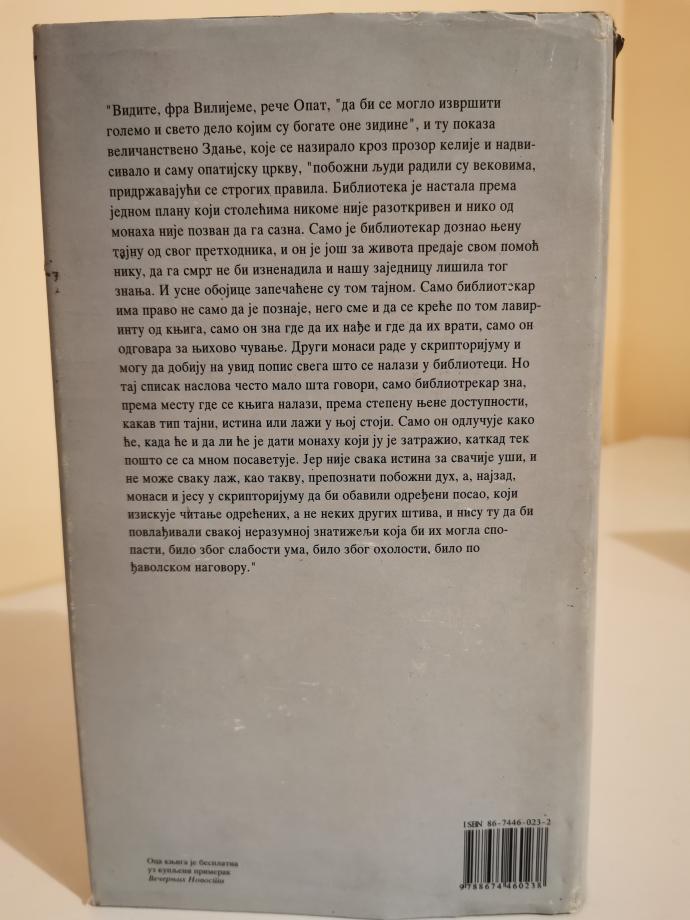 "Видите, фра Вилијеме, рече Опат, "да би се могло извршити
големо и свето дело којим су богате оне зидине", и ту показа
величанствено Здање, које се назирало кроз прозор келије и надви-
сивало и саму опатијску цркву, "побожни људи радили су вековима,
придржавајући се строгих правила. Библиотека је настала према
једном плану који столећима никоме није разоткривен и нико од
монаха није позван да га сазна. Само је библиотекар дознао њену
тајну од свог претходника, и он је још за живота предаје свом помоћ
нику, да га смрт не би изненадила и нашу заједницу лишила тог
знања. И усне обојице запечаћене су том тајном. Само библиотекар
има право не само да је познаје, него сме и да се креће по том лавир-
инту од књига, само он зна где да их нађе и где да их врати, само он
одговара за њихово чување. Други монаси раде у скрипторијуму и
могу да добију на увид попис свега што се налази у библиотеци. Но
тај списак наслова често мало шта говори, само библиотрекар зна,
према месту где се књига налази, према степену њене доступности,
какав тип тајни, истина или лажи у њој стоји. Само он одлучује како
ће, када ће и да ли ће је дати монаху који ју је затражио, каткад тек
пошто се са мном посаветује. Јер није свака истина за свачије уши, и
не може сваку лаж, као такву, препознати побожни дух, а, најзад,
монаси и јесу у скрипторијуму да би обавили одређени посао, који
изискује читање одрећених, а не неких других штива, и нису ту да би
повлађивали свакој неразумној знатижељи која би их могла спо-
пасти, било због слабости ума, било због охолости, било по
ђаволском наговору."
ISBN 86-7446-023-2
9788674460238
Ова књига је бесплатна
уз купљени примерак
Вечерњих Новости